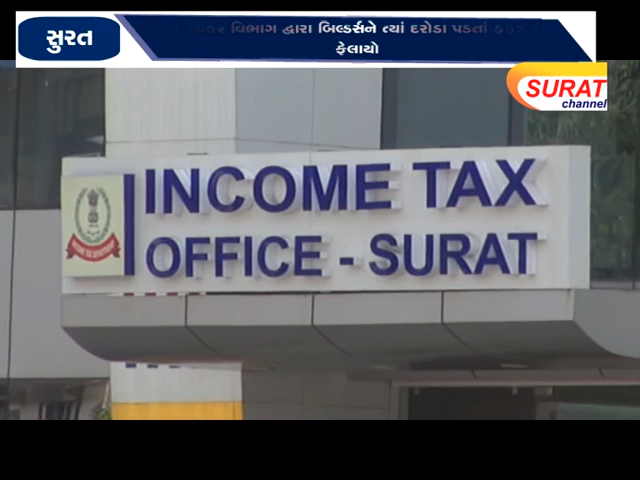 સુરત
વિભાગ દ્વારા બિલ્ડર્સને ત્યાં દરોડા પડતાં
ફેલાયો
SURAT
channel
INCOME TAX
OFFICE - SURAT